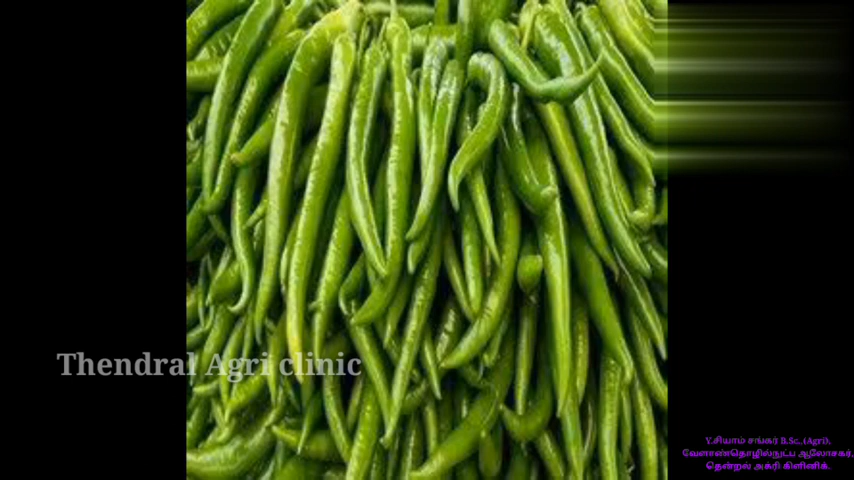 Thendral Agri clinic
Y.சியாம் சங்கர் B.Sc.,(Agri),
வேளாண்தொழில்நுட்ப ஆலோசகர்,
தென்றல் அக்ரி கிளினிக்.